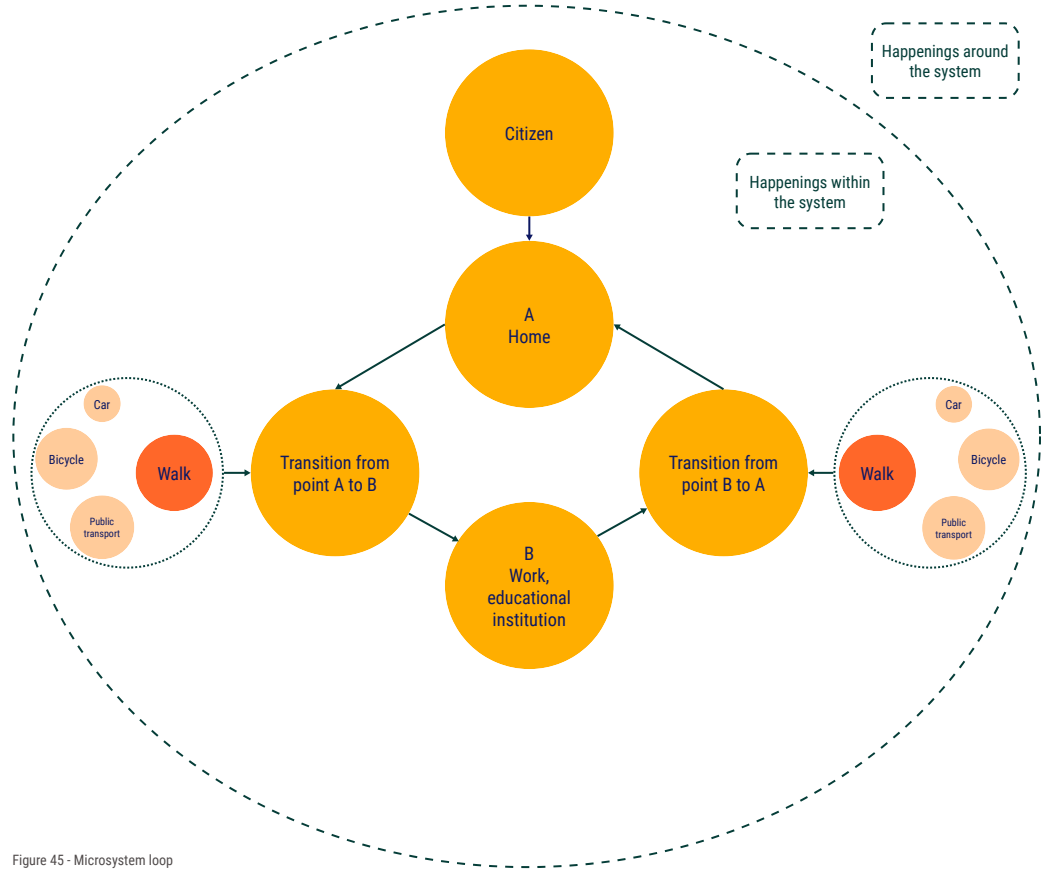 Happenings around
the system
Citizen
Happenings within
the system
A
Home
Car
Bicycle
Walk
Public
transport
Transition from
point A to B
Transition from
point B to A
Car
Walk
Bicycle
Public
transport
B
Work,
educational
institution
Figure 45 - Microsystem loop